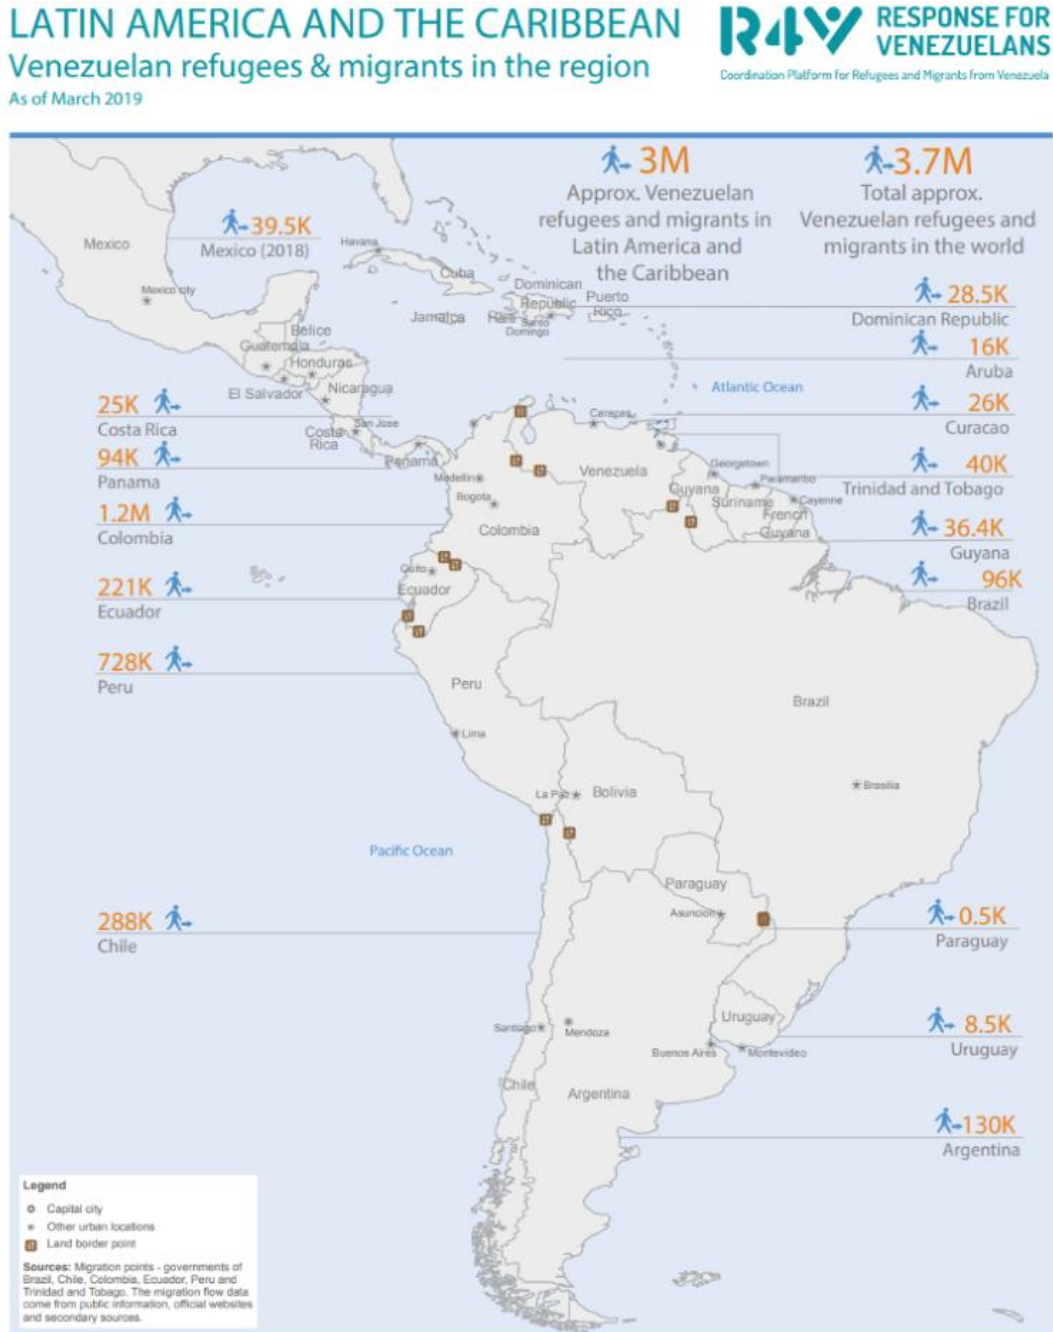 LATIN AMERICA AND THE CARIBBEAN
Venezuelan refugees & migrants in the region
As of March 2019
R4V
RESPONSE FOR
VENEZUELANS
Coordination Platform for Refugees and Migrants from Venezuela
3M
Approx. Venezuelan
refugees and migrants in
Latin America and
the Caribbean
3.7M
Total approx.
Venezuelan refugees and
migrants in the world
39.5K
Mexico (2018)
Mexico
Mexico city
Havana
Cuba
Jamaica
Dominican
Republic
Santo
Domingo
Puerto
Rico
28.5K
Dominican Republic
16K
Aruba
Atlantic Ocean
26K
Curacao
40K
Trinidad and Tobago
36.4K
Guyana
96K
Brazil
Belice
Guatemala
Honduras
El Salvador
Nicaragua
San Jose
Costa
Rica
Panama
25K
Costa Rica
94K
Panama
1.2M
Colombia
221K
Ecuador
728K
Peru
Caracas
Venezuela
Medellin
Bogota
Colombia
Georgetown
Paramaribo
Guyana
Suriname
Cayenne
French
Guyana
Quito
Ecuador
Peru
Lima
Brazil
Brasilia
La Paz
Bolivia
Pacific Ocean
Paraguay
Asuncion
288K
Chile
0.5K
Paraguay
Santiago
Mendoza
Uruguay
Buenos Aires
Montevideo
8.5K
Uruguay
Chile
Argentina
130K
Argentina
Legend
Capital city
Other urban locations
Land border point
Sources: Migration points - governments of
Brazil, Chile, Colombia, Ecuador, Peru and
Trinidad and Tobago. The migration flow data
come from public information, official websites
and secondary sources.